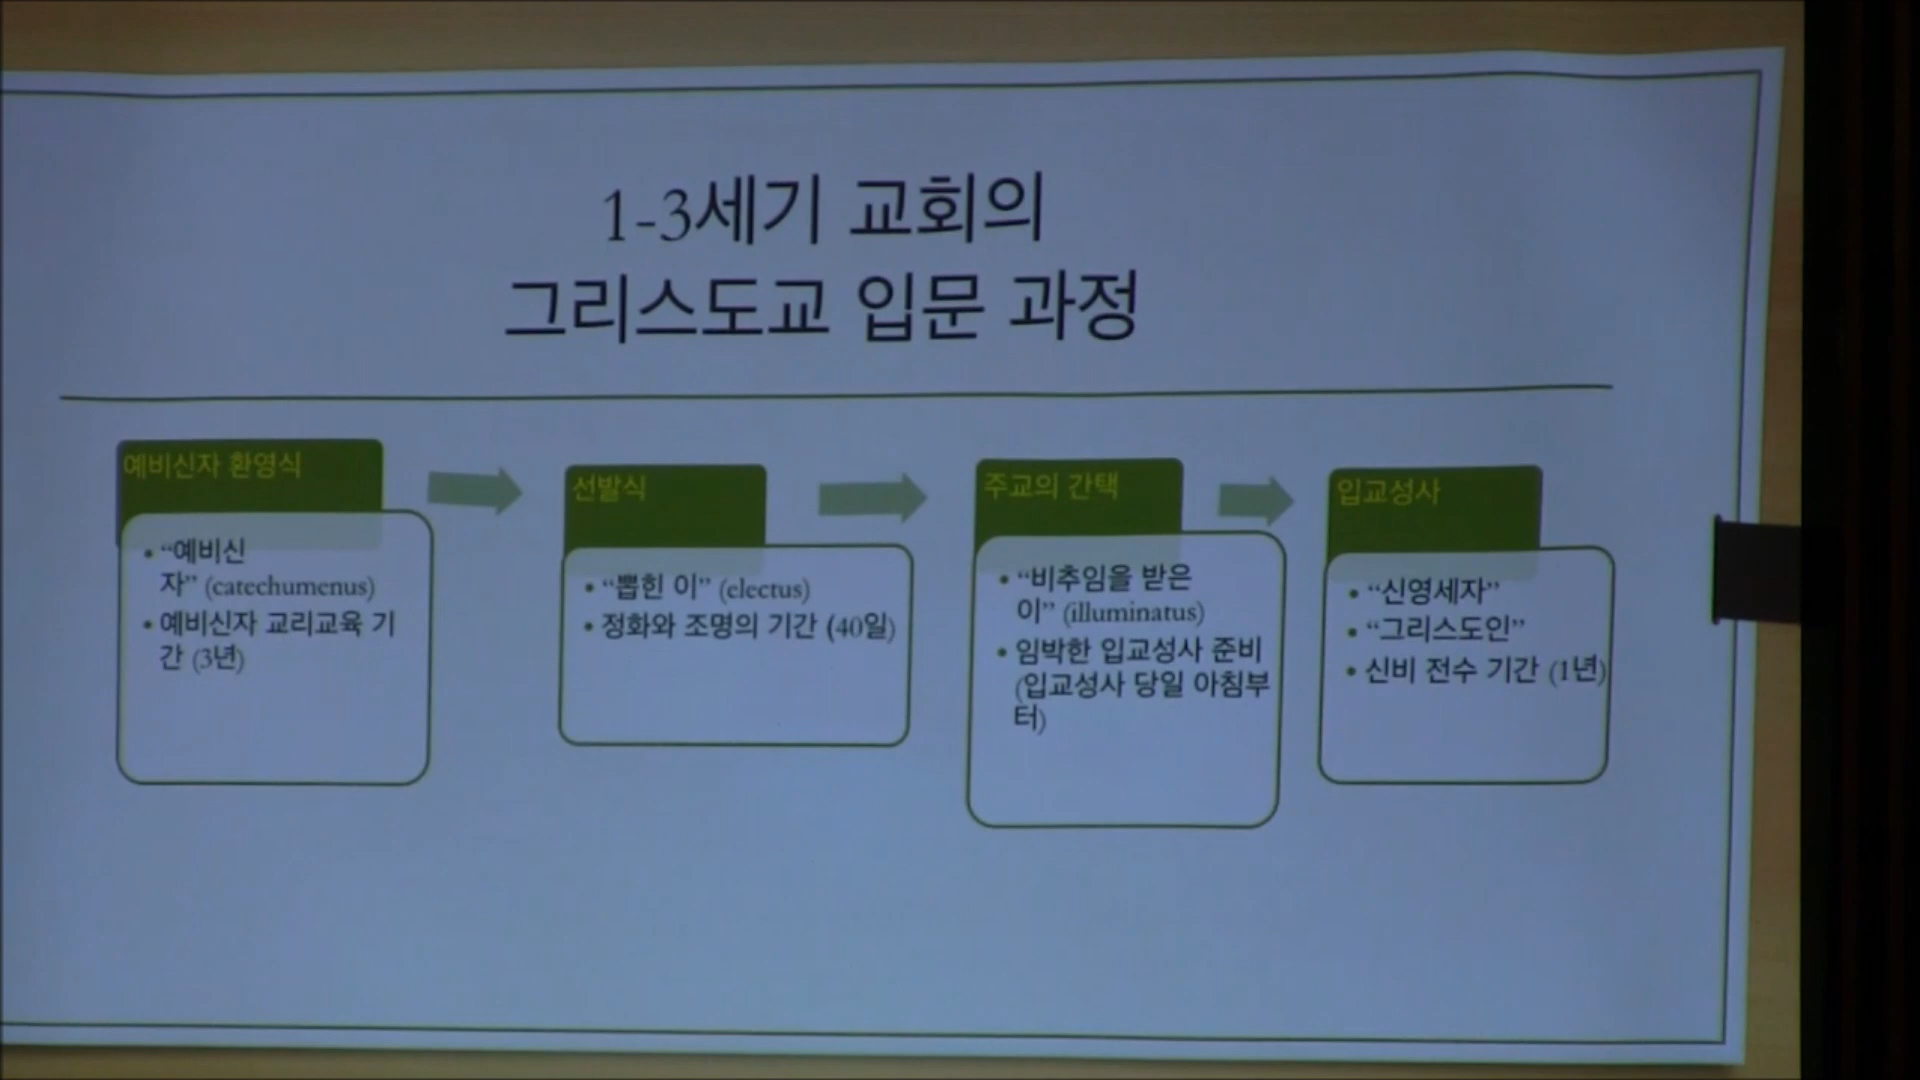 1-3세기 교회의
그리스도교 입문 과정
예비신자 환영식
• “예비신
자” (catechumenus)
• 예비신자 교리교육 기
간 (3년)
선발식
• “뽑힌 이” (electus)
• 정화와 조명의 기간 (40일)
주교의 간택
• “비추임을 받은
이” (illuminatus)
• 임박한 입교성사 준비
(입교성사 당일 아침부
터)
입교성사
• “신영세자”
• “그리스도인”
• 신비 전수 기간 (1년)